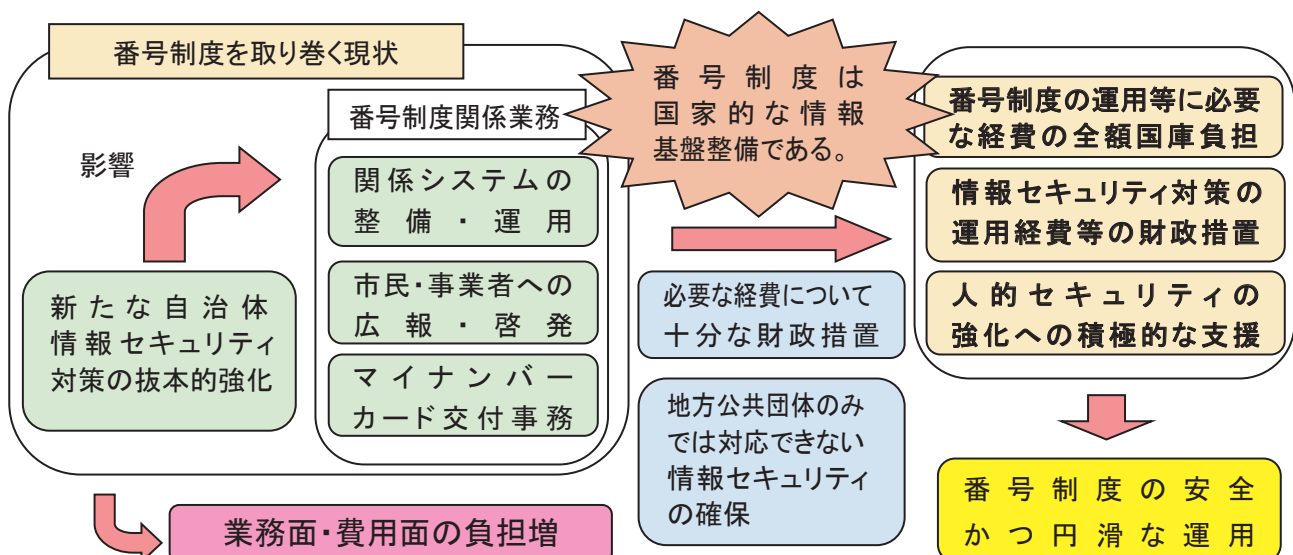 番号制度を取り巻く現状
番号制度関係業務
影響
関係システムの
整備・運用
市民・事業者への
広報・啓発
マイナンバー
カード交付事務
新たな自治体
情報セキュリティ
対策の抜本的強化
業務面・費用面の負担増
番号制度は
国家的な情報
基盤整備である。
必要な経費について
十分な財政措置
地方公共団体のみ
では対応できない
情報セキュリティ
の確保
番号制度の運用等に必要
な経費の全額国庫負担
情報セキュリティ対策の
運用経費等の財政措置
人的セキュリティの
強化への積極的な支援
番号制度の安全
かつ円滑な運用